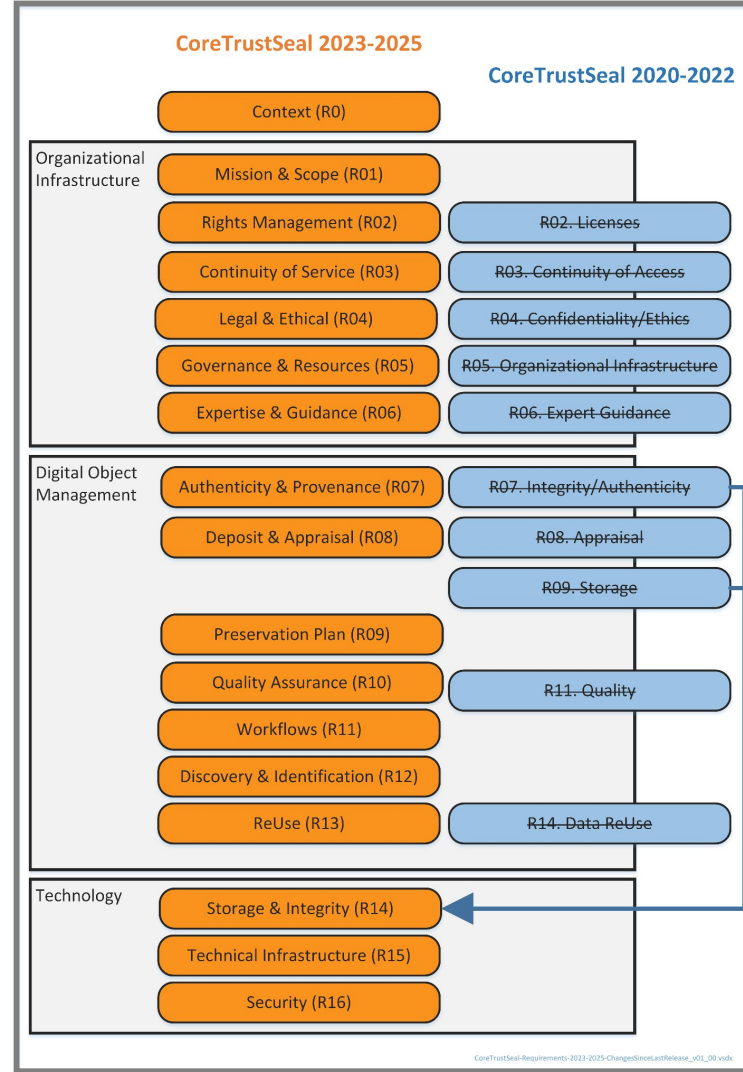 CoreTrustSeal 2023-2025
CoreTrustSeal 2020-2022
Context (R0)
Organizational
Infrastructure
Mission & Scope (R01)
Rights Management (R02)
R02. Licenses
Continuity of Service (R03)
R03. Continuity of Access
Legal & Ethical (R04)
R04. Confidentiality/Ethics
Governance & Resources (R05)
R05. Organizational Infrastructure
Expertise & Guidance (R06)
R06. Expert Guidance
Digital Object
Management
Authenticity & Provenance (R07)
R07. Integrity/Authenticity
Deposit & Appraisal (R08)
R08. Appraisal
R09. Storage
Preservation Plan (R09)
Quality Assurance (R10)
R11. Quality
Workflows (R11)
Discovery & Identification (R12)
ReUse (R13)
R14. Data ReUse
Technology
Storage & Integrity (R14)
Technical Infrastructure (R15)
Security (R16)
CoreTrustSeal-Requirements-2023-2025-ChangesSinceLastRelease_v01_00.vsdx